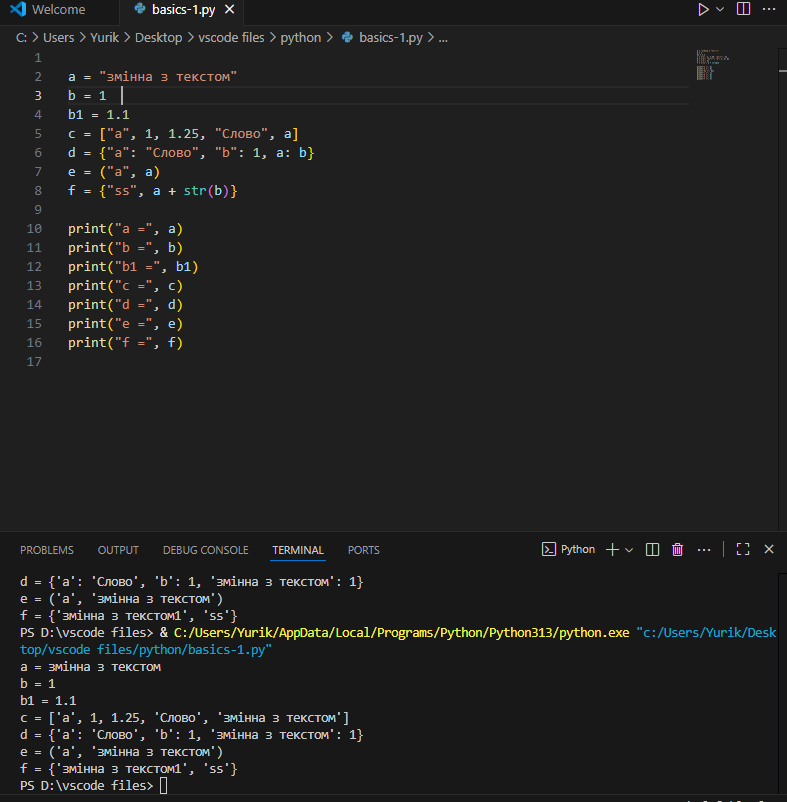 Welcome
basics-1.py
C: > Users > Yurik > Desktop > vscode files > python > basics-1.py > ...
1
2 a = "змінна з текстом"
3 b = 1
4 b1 = 1.1
5 c = ["a", 1, 1.25, "Слово", a]
6 d = {"a": "Слово", "b": 1, a: b}
7 e = ("a", a)
8 f = {"ss", a + str(b)}
9
10 print("a =", a)
11 print("b =", b)
12 print("b1 =", b1)
13 print("c =", c)
14 print("d =", d)
15 print("e =", e)
16 print("f =", f)
17
PROBLEMS OUTPUT DEBUG CONSOLE TERMINAL PORTS Python
d = {'a': 'Слово', 'b': 1, 'змінна з текстом': 1}
e = ('a', 'змінна з текстом')
f = {'змінна з текстом1', 'ss'}
PS D:\vscode files> & C:/Users/Yurik/AppData/Local/Programs/Python/Python313/python.exe "c:/Users/Yurik/Desk
top/vscode files/python/basics-1.py"
a = змінна з текстом
b = 1
b1 = 1.1
c = ['a', 1, 1.25, 'Слово', 'змінна з текстом']
d = {'a': 'Слово', 'b': 1, 'змінна з текстом': 1}
e = ('a', 'змінна з текстом')
f = {'змінна з текстом1', 'ss'}
PS D:\vscode files>